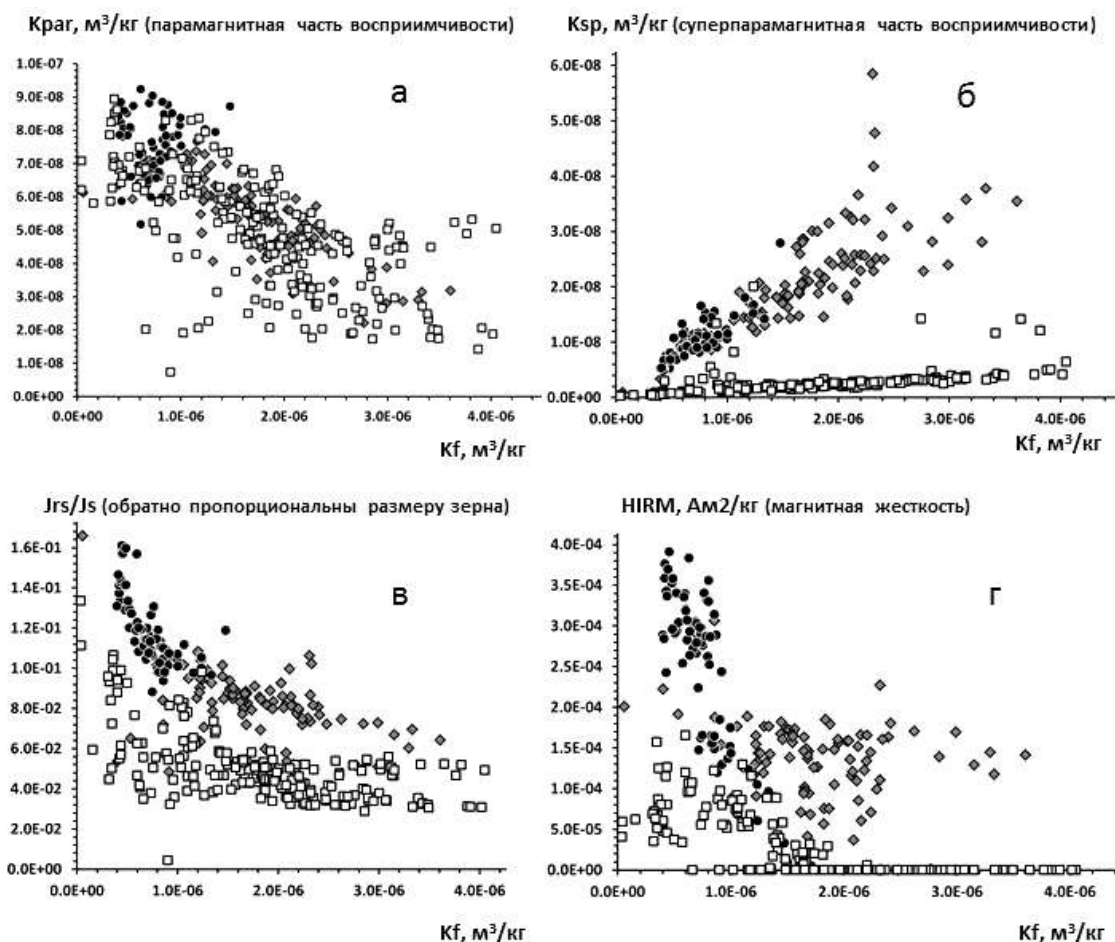 Kpar, м³/кг (парамагнитная часть восприимчивости)
1.0E-07
9.0E-08
8.0E-08
7.0E-08
6.0E-08
5.0E-08
4.0E-08
3.0E-08
2.0E-08
1.0E-08
0.0E+00
а
0.0E+00 1.0E-06 2.0E-06 3.0E-06 4.0E-06
Kf, м³/кг
Ksp, м³/кг (суперпарамагнитная часть восприимчивости)
6.0E-08
5.0E-08
4.0E-08
3.0E-08
2.0E-08
1.0E-08
0.0E+00
б
0.0E+00 1.0E-06 2.0E-06 3.0E-06 4.0E-06
Kf, м³/кг
Jrs/Js (обратно пропорциональны размеру зерна)
1.6E-01
1.4E-01
1.2E-01
1.0E-01
8.0E-02
6.0E-02
4.0E-02
2.0E-02
0.0E+00
в
0.0E+00 1.0E-06 2.0E-06 3.0E-06 4.0E-06
Kf, м³/кг
HIRM, Ам2/кг (магнитная жесткость)
4.0E-04
3.5E-04
3.0E-04
2.5E-04
2.0E-04
1.5E-04
1.0E-04
5.0E-05
0.0E+00
г
0.0E+00 1.0E-06 2.0E-06 3.0E-06 4.0E-06
Kf, м³/кг